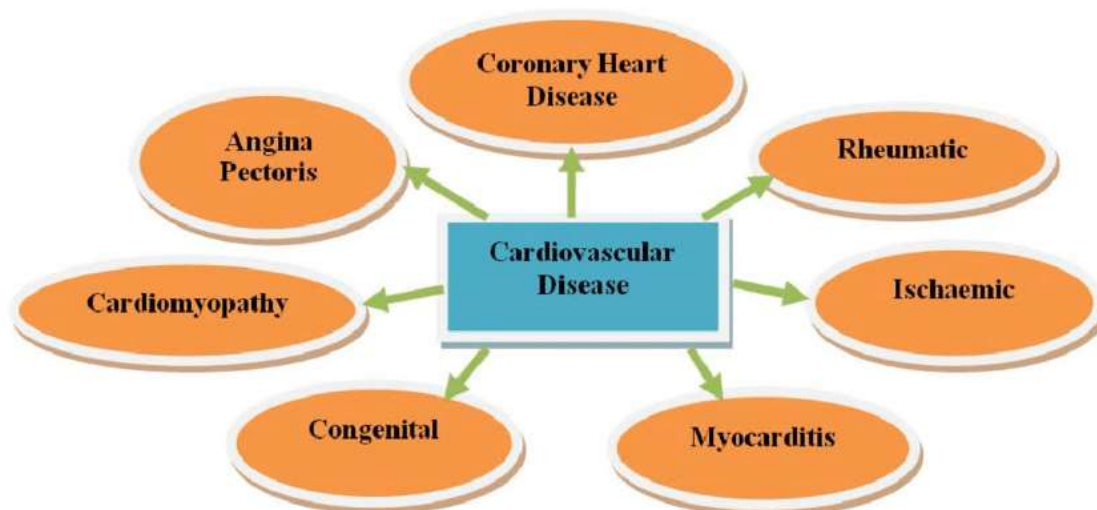 Coronary Heart
Disease
Angina
Pectoris
Rheumatic
Cardiovascular
Disease
Cardiomyopathy
Ischaemic
Congenital
Myocarditis